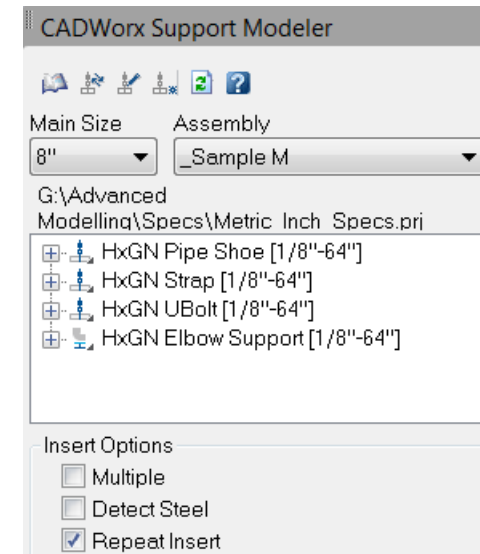 CADWorx Support Modeler
Main Size Assembly
8" _Sample M
G:\Advanced
Modelling\Specs\Metric_Inch_Specs.prj
HxGN Pipe Shoe [1/8"-64"]
HxGN Strap [1/8"-64"]
HxGN UBolt [1/8"-64"]
HxGN Elbow Support [1/8"-64"]
Insert Options
Multiple
Detect Steel
Repeat Insert